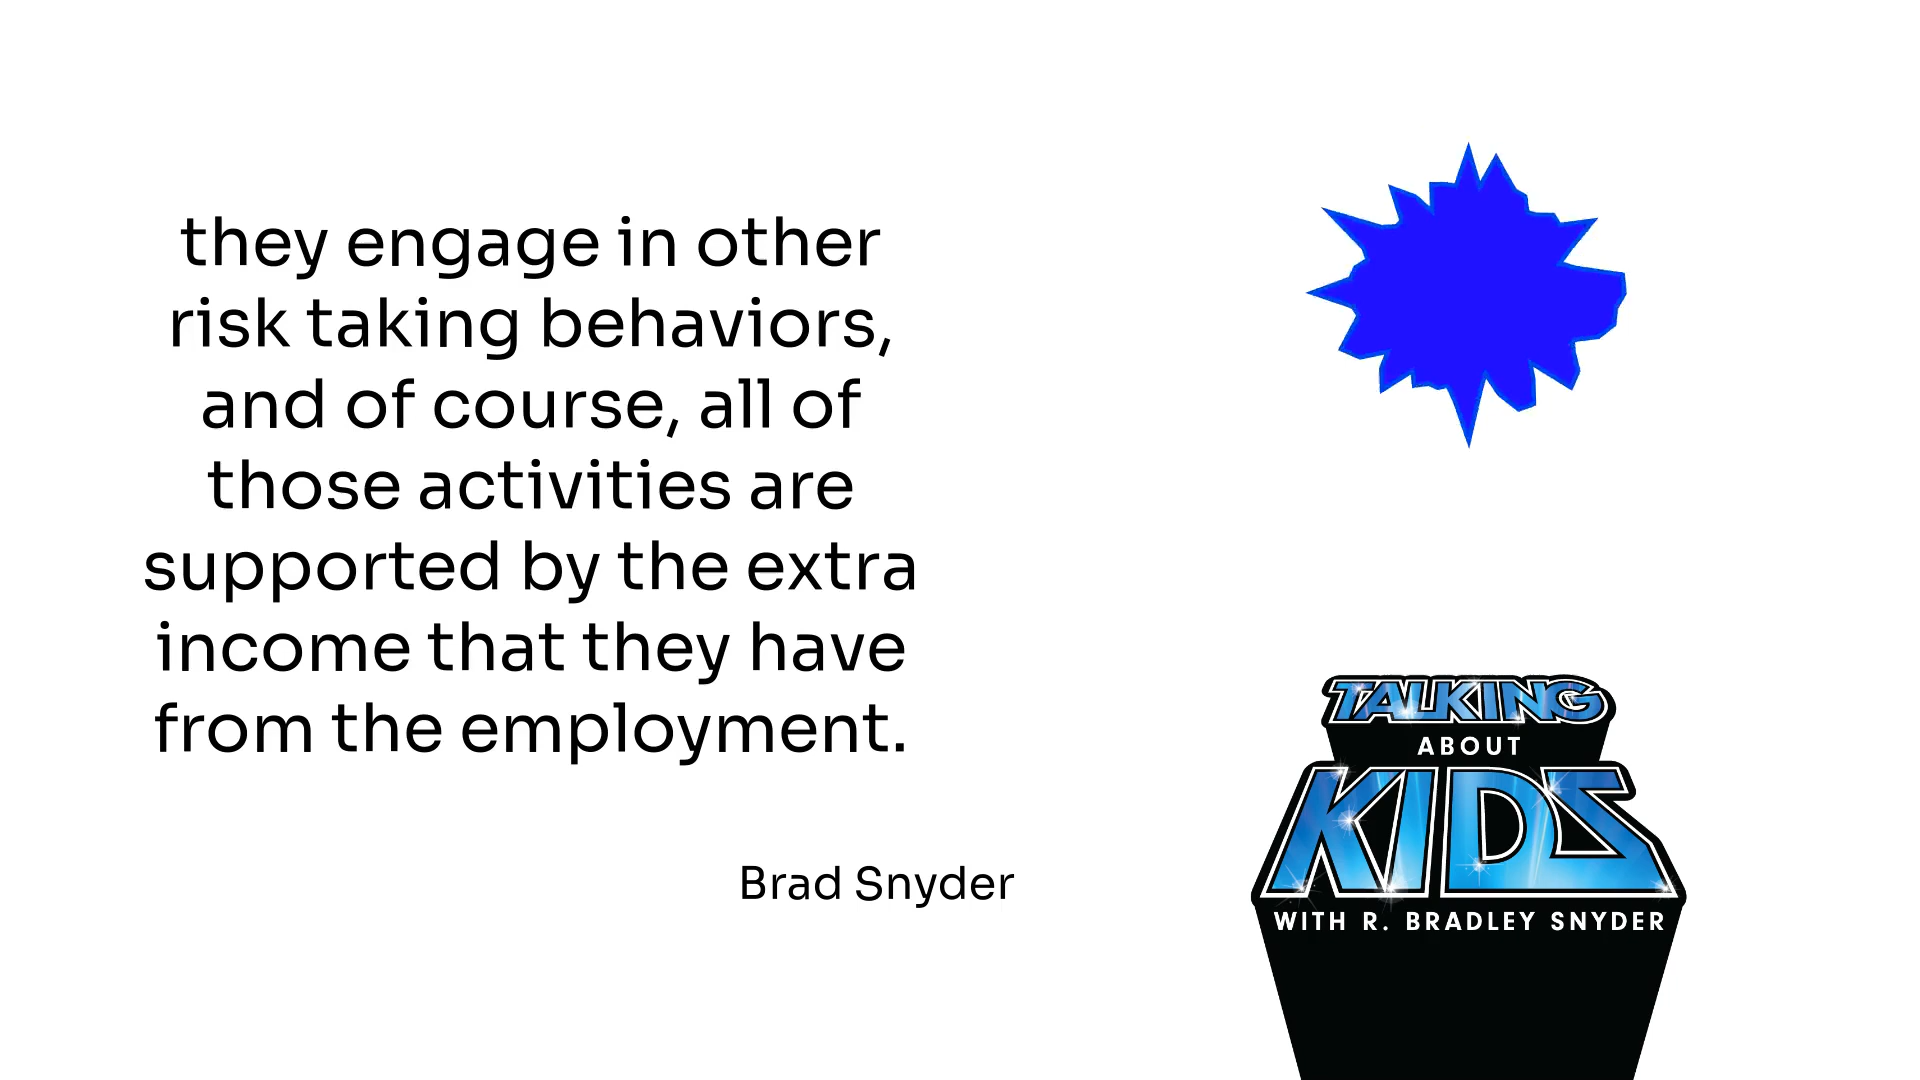 they engage in other
risk taking behaviors,
and of course, all of
those activities are
supported by the extra
income that they have
from the employment.
Brad Snyder
TALKING
ABOUT
KIDS
WITH R. BRADLEY SNYDER